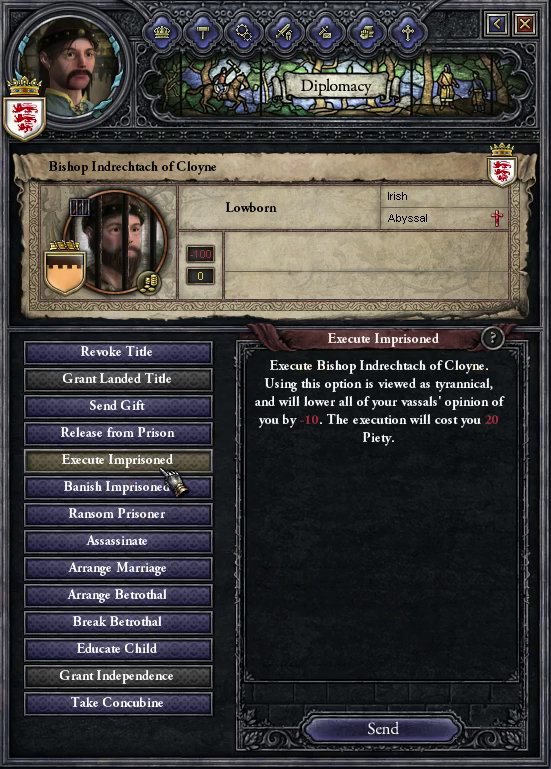 Diplomacy
Bishop Indrechtach of Cloyne
Lowborn
Irish
Abyssal
-100
0
Revoke Title
Grant Landed Title
Send Gift
Release from Prison
Execute Imprisoned
Banish Imprisoned
Ransom Prisoner
Assassinate
Arrange Marriage
Arrange Betrothal
Break Betrothal
Educate Child
Grant Independence
Take Concubine
Execute Imprisoned
?
Execute Bishop Indrechtach of Cloyne.
Using this option is viewed as tyrannical,
and will lower all of your vassals' opinion of
you by -10. The execution will cost you 20
Piety.
Send